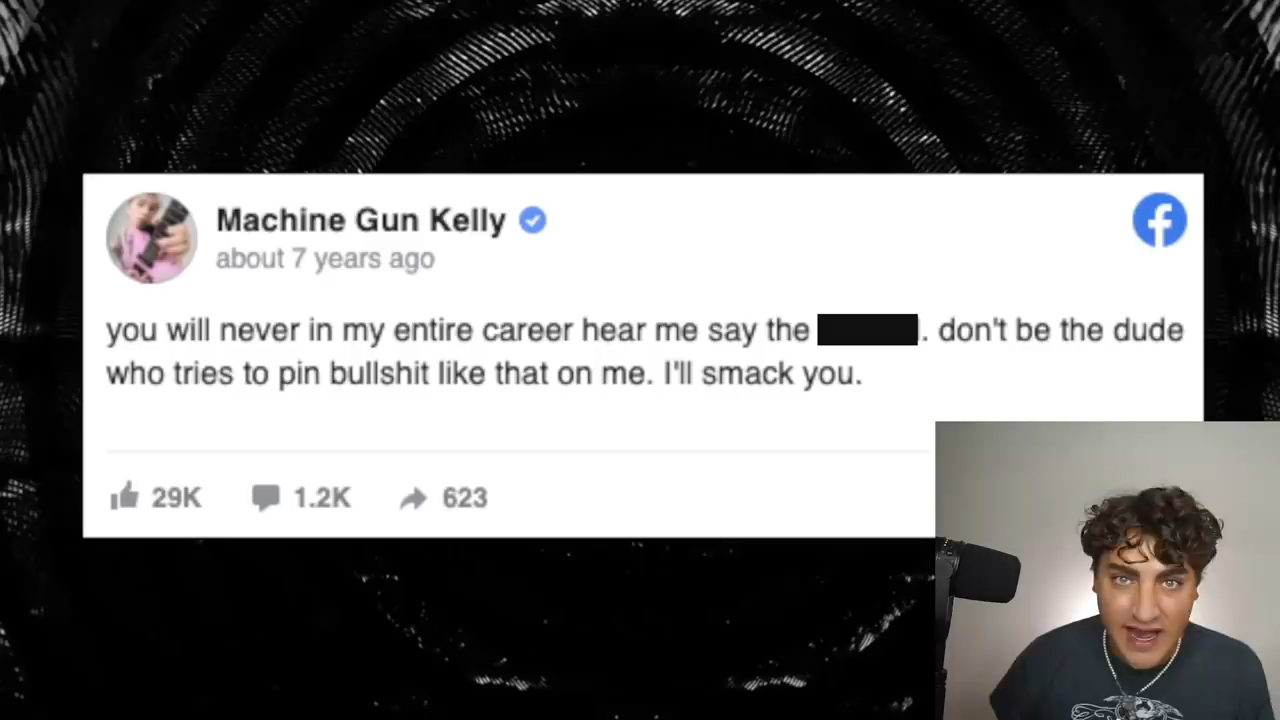 Machine Gun Kelly
about 7 years ago
you will never in my entire career hear me say the . don't be the dude
who tries to pin bullshit like that on me. I'll smack you.
29K 1.2K 623